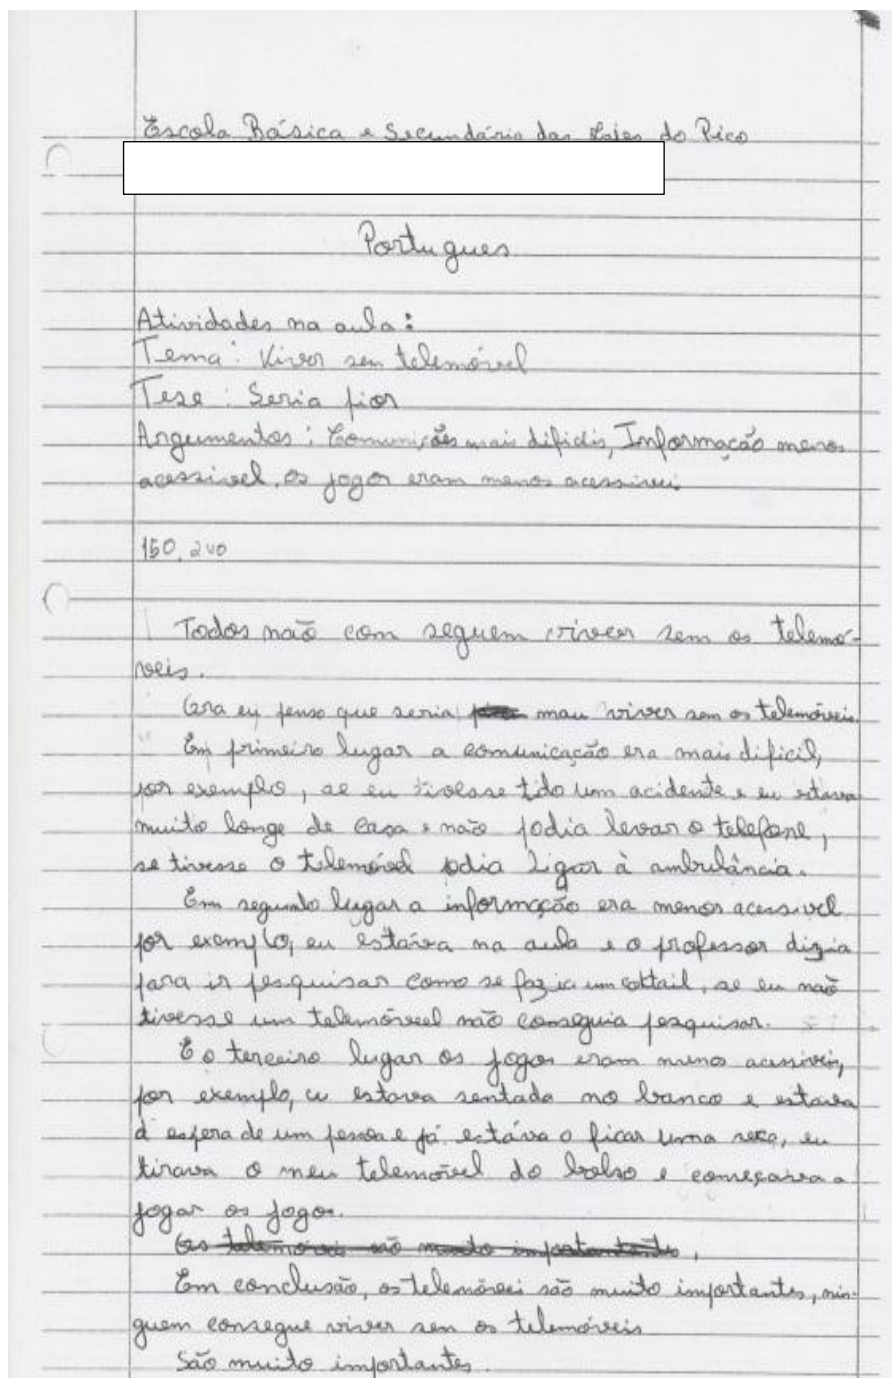 Escola Básica e Secundária das Lajes do Pico
Portugues
Atividades na aula:
Tema: Viver sem telemóvel
Tese: Seria pior
Argumentos: Comunicões mais dificis, Informação menos
acessivel, os jogos eram menos acessivei
150, 240
Todos não com seguem viver sem os telemó-
veis.
Ora eu penso que seria mau viver sem os telemóveis.
Em primeiro lugar a comunicação era mais dificil,
por exemplo, se eu tivesse tido um acidente e eu estava
muito longe de casa e não podia levar o telefone,
se tivesse o telemóvel podia ligar à ambulância.
Em segundo lugar a informação era menos acessivel
por exemplo, eu estáva na aula e o professor dizia
para ir pesquisar como se fazia um coktail, se eu não
tivesse um telemóvel não conseguia pesquisar.
E o terceiro lugar os jogos eram menos acessiveis,
por exemplo, eu estava sentada no banco e estava
á espera de um pessoa e já estáva a ficar uma seca, eu
tirava o meu telemóvel do bolso e começava a
jogar os jogos.
Os telemóveis são muito importantes,
Em conclusão, os telemóvei são muito importantes, nin-
guem consegue viver sem os telemóveis
São muito importantes.